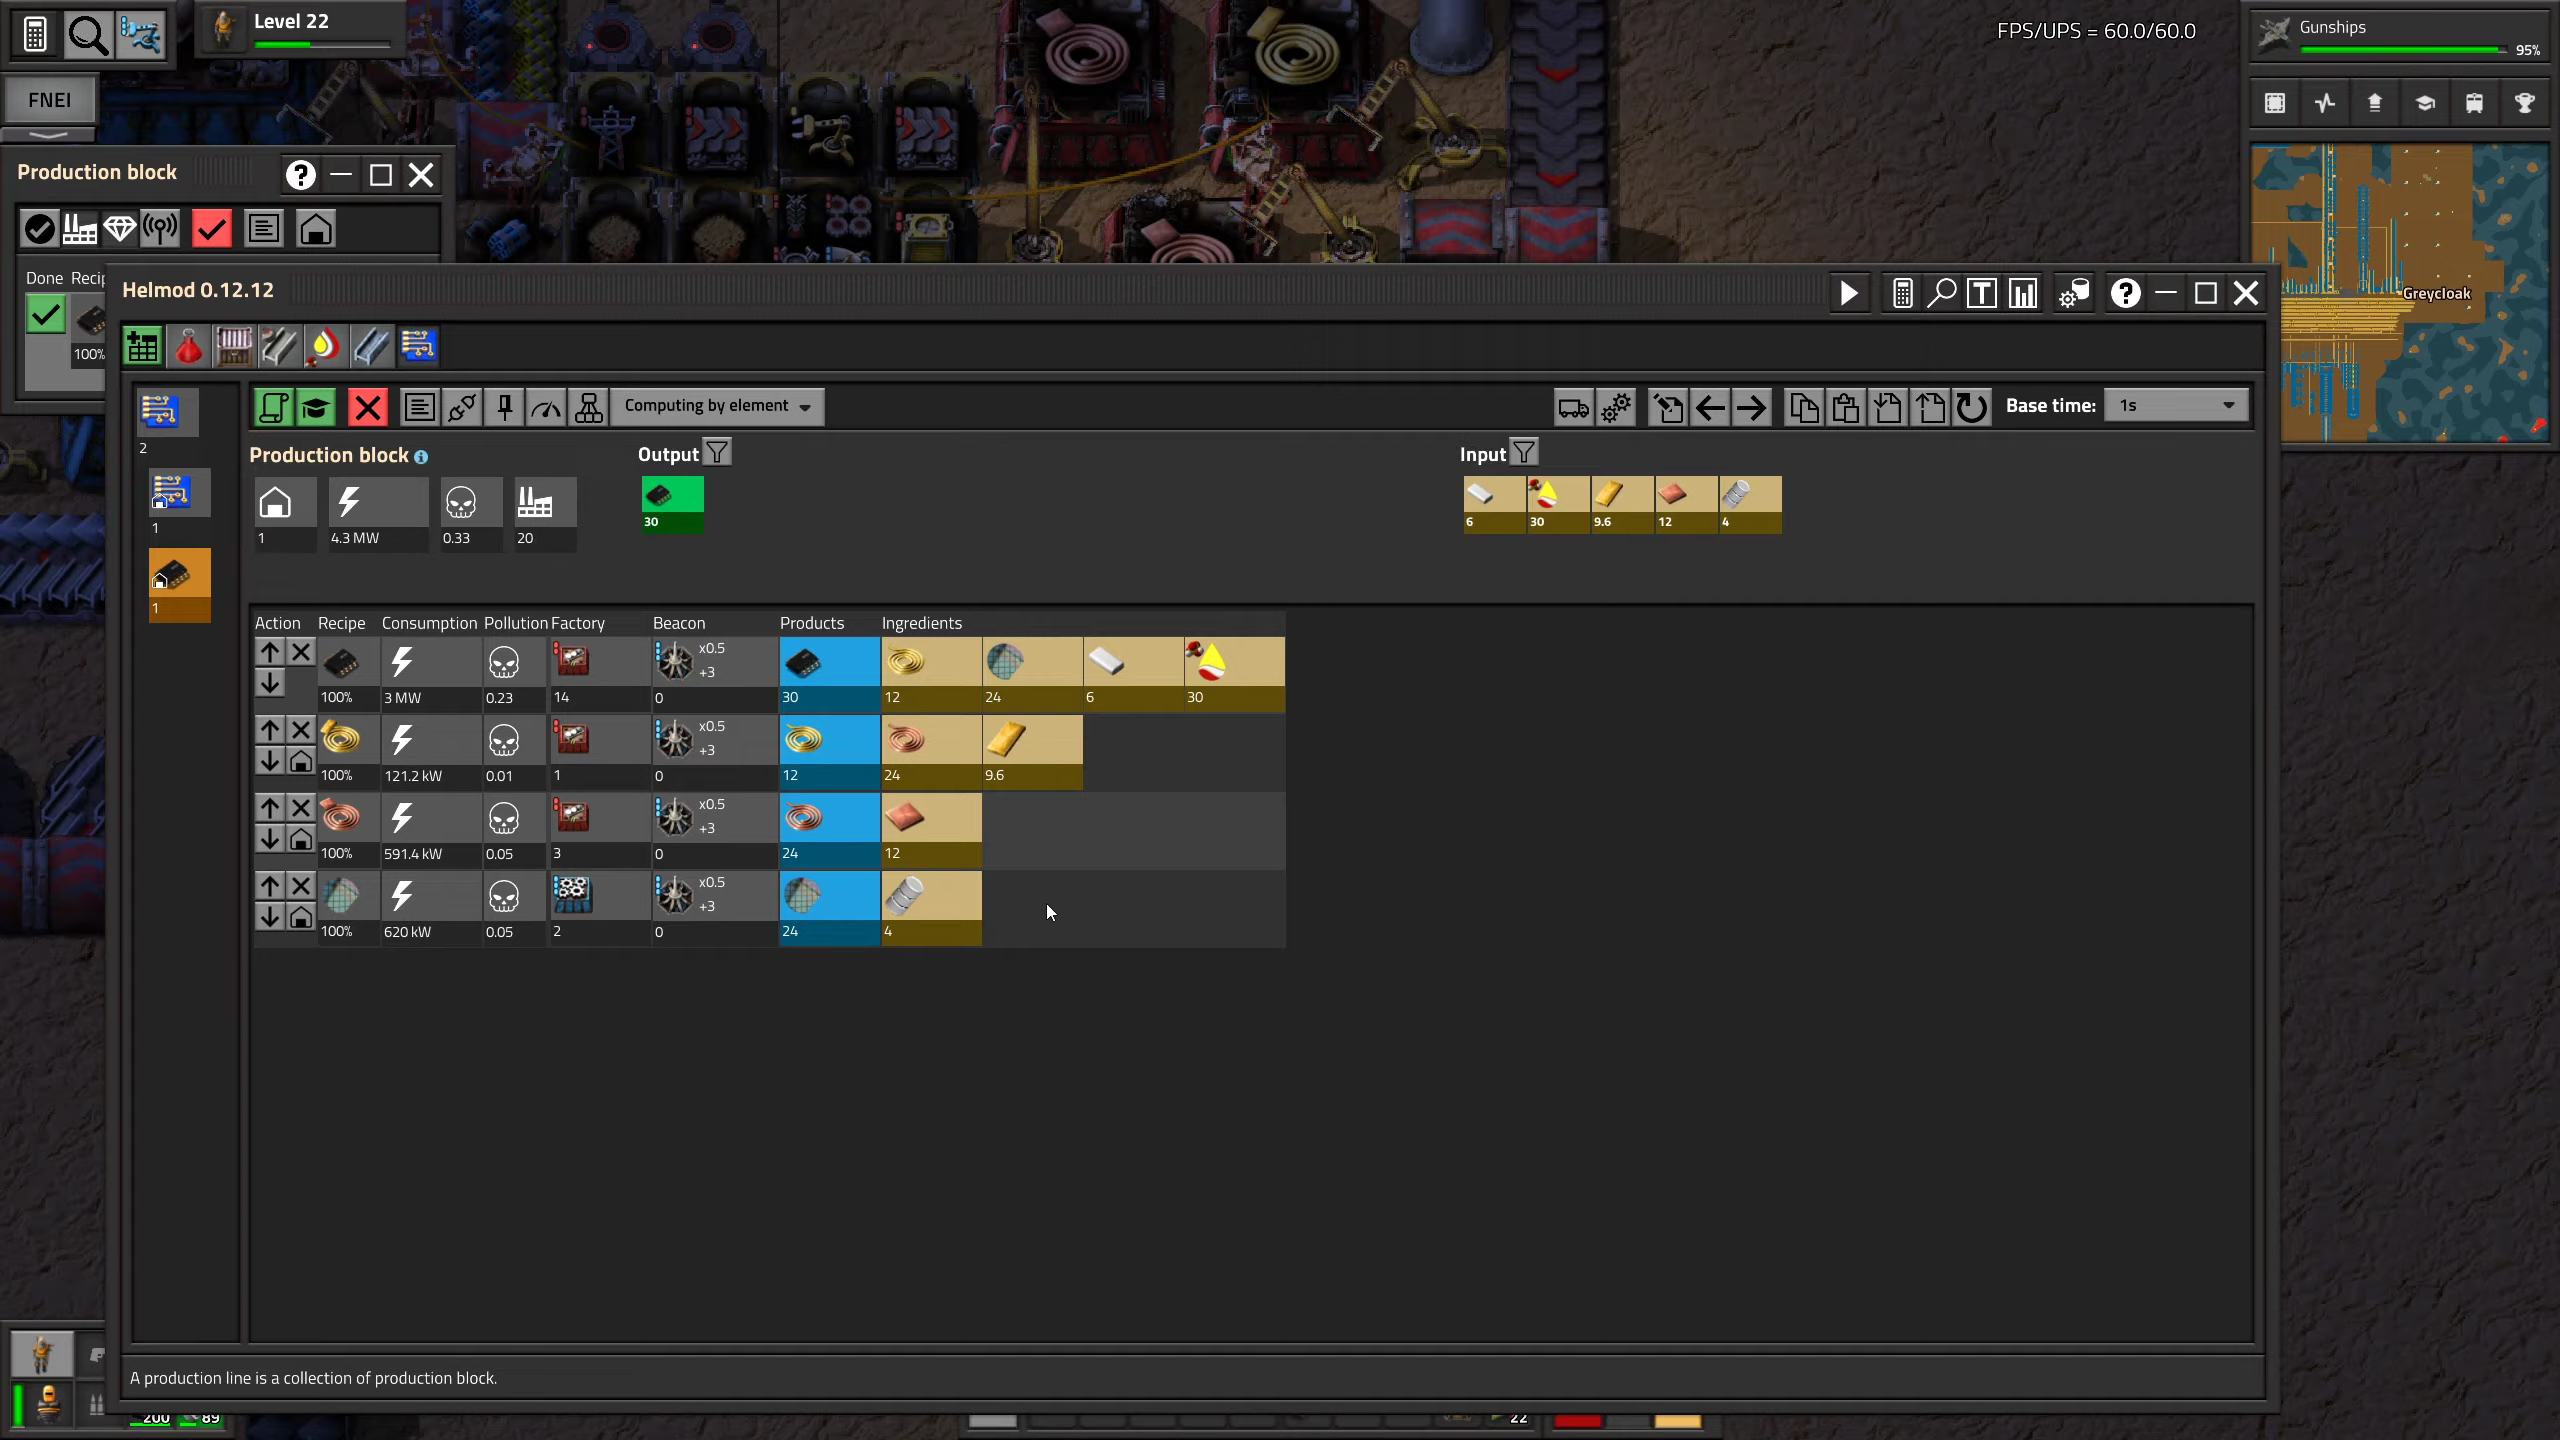 Level 22
FPS/UPS = 60.0/60.0
Gunships
95%
FNEI
Production block
Done Recip
100%
Greycloak
Helmod 0.12.12
Computing by element
Base time: 1s
2
1
1
Production block
Output
Input
1 4.3 MW 0.33 20
30
6 30 9.6 12 4
Action Recipe Consumption Pollution Factory Beacon Products Ingredients
x0.5
+3
100% 3 MW 0.23 14 0 30 12 24 6 30
x0.5
+3
100% 121.2 kW 0.01 1 0 12 24 9.6
x0.5
+3
100% 591.4 kW 0.05 3 0 24 12
x0.5
+3
100% 620 kW 0.05 2 0 24 4
A production line is a collection of production block.
200 89
22